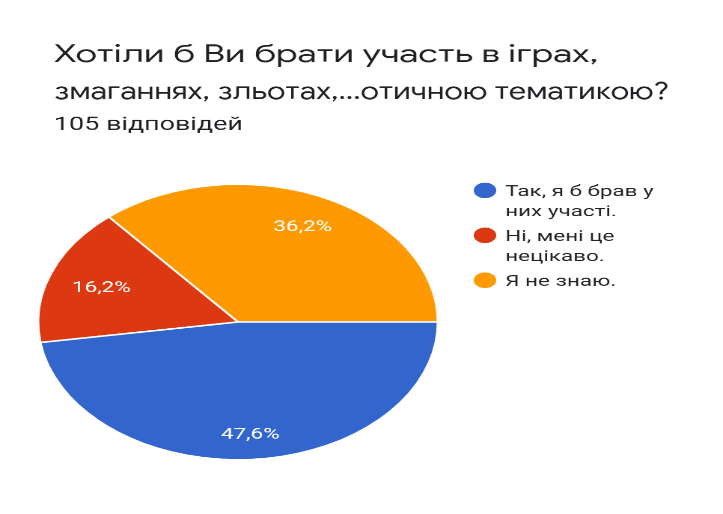 Хотіли б Ви брати участь в іграх,
змаганнях, зльотах,...отичною тематикою?
105 відповідей
Так, я б брав у
них участі.
Ні, мені це
нецікаво.
Я не знаю.
36,2%
16,2%
47,6%